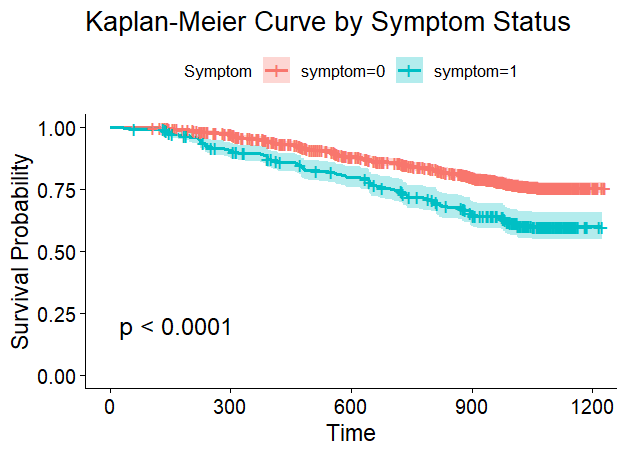 Kaplan-Meier Curve by Symptom Status
Symptom symptom=0 symptom=1
Survival Probability
1.00
0.75
0.50
0.25
0.00
p < 0.0001
0 300 600 900 1200
Time